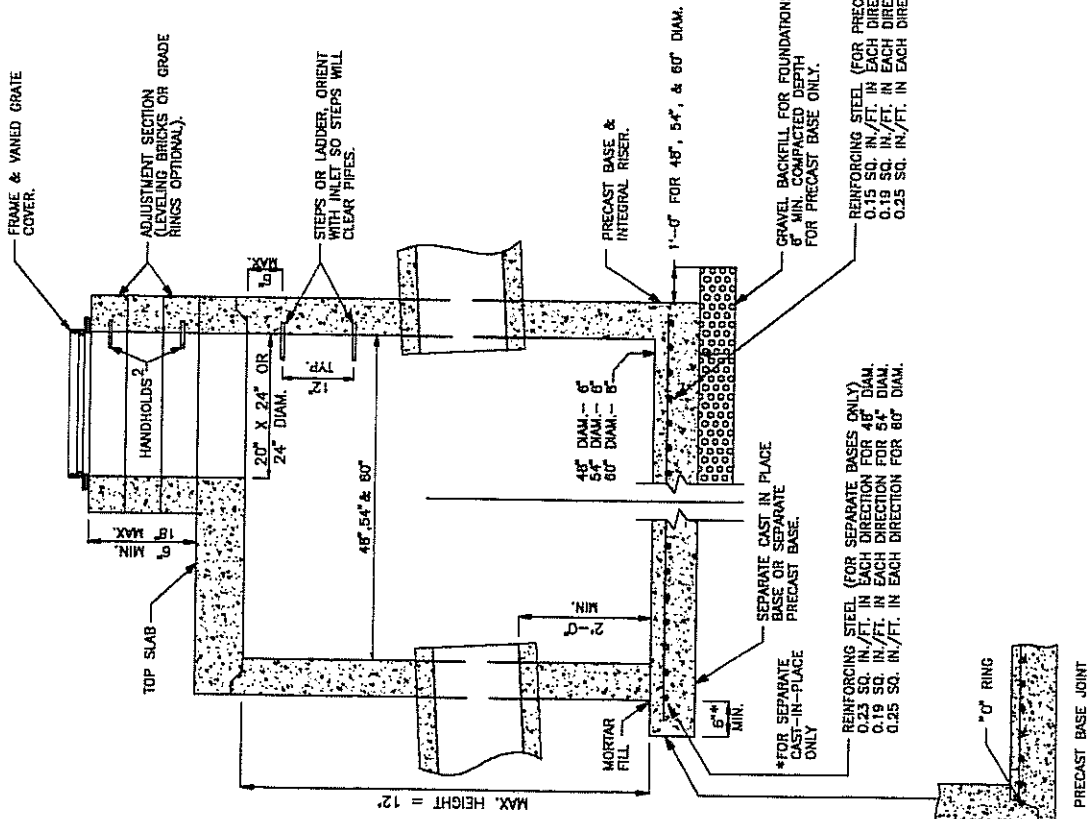 FRAME & VANED GRATE
COVER.
ADJUSTMENT SECTION
(LEVELING BRICKS OR GRADE
RINGS OPTIONAL).
HANDHOLDS 2
6" MIN.
18" MAX.
TOP SLAB
20" X 24" OR
24" DIAM.
MAX.
12"
TYP.
STEPS OR LADDER, ORIENT
WITH INLET SO STEPS WILL
CLEAR PIPES.
48", 54" & 60"
MAX. HEIGHT = 12'
2'-0"
MIN.
PRECAST BASE &
INTEGRAL RISER.
1'-0" FOR 48", 54", & 60" DIAM.
48" DIAM.-
54" DIAM.-
60" DIAM.-
GRAVEL BACKFILL FOR FOUNDATION
6" MIN. COMPACTED DEPTH
FOR PRECAST BASE ONLY.
MORTAR
FILL
6"*
MIN.
*FOR SEPARATE
CAST-IN-PLACE
ONLY
SEPARATE CAST IN PLACE
BASE OR SEPARATE
PRECAST BASE.
REINFORCING STEEL (FOR PREC
0.15 SQ. IN./FT. IN EACH DIRE
0.19 SQ. IN./FT. IN EACH DIRE
0.25 SQ. IN./FT. IN EACH DIRE
REINFORCING STEEL (FOR SEPARATE BASES ONLY)
0.23 SQ. IN./FT. IN EACH DIRECTION FOR 48" DIAM.
0.19 SQ. IN./FT. IN EACH DIRECTION FOR 54" DIAM.
0.25 SQ. IN./FT. IN EACH DIRECTION FOR 60" DIAM.
"O" RING
PRECAST BASE JOINT